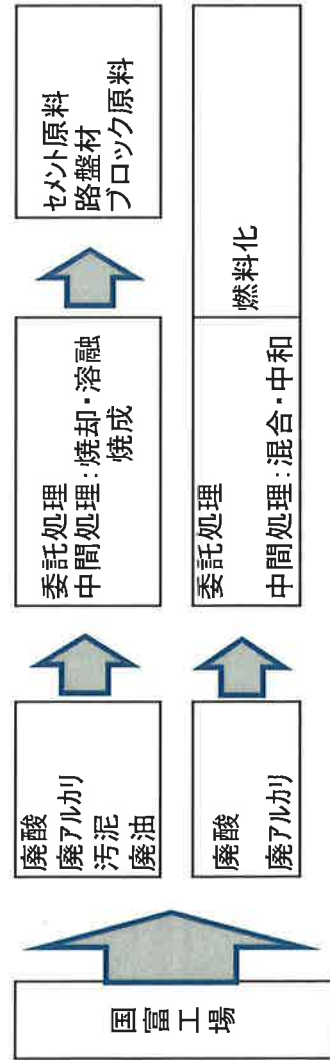 国富工場
廃酸
廃アルカリ
汚泥
廃油
委託処理
中間処理:焼却・溶融
焼成
セメント原料
路盤材
ブロック原料
廃酸
廃アルカリ
委託処理
中間処理:混合・中和
燃料化